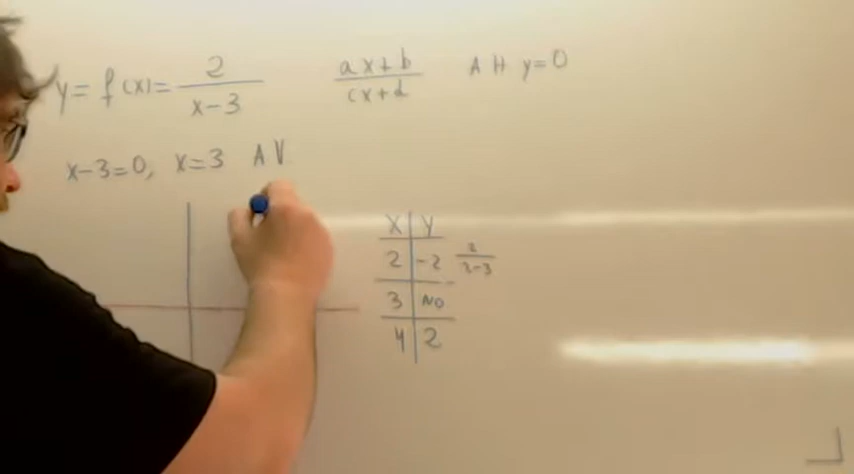 y = f(x) = 2/(x-3) (ax+b)/(cx+d) AH y=0
x-3=0, x=3 AV
x y
2 -2 2/(2-3)
3 NO
4 2